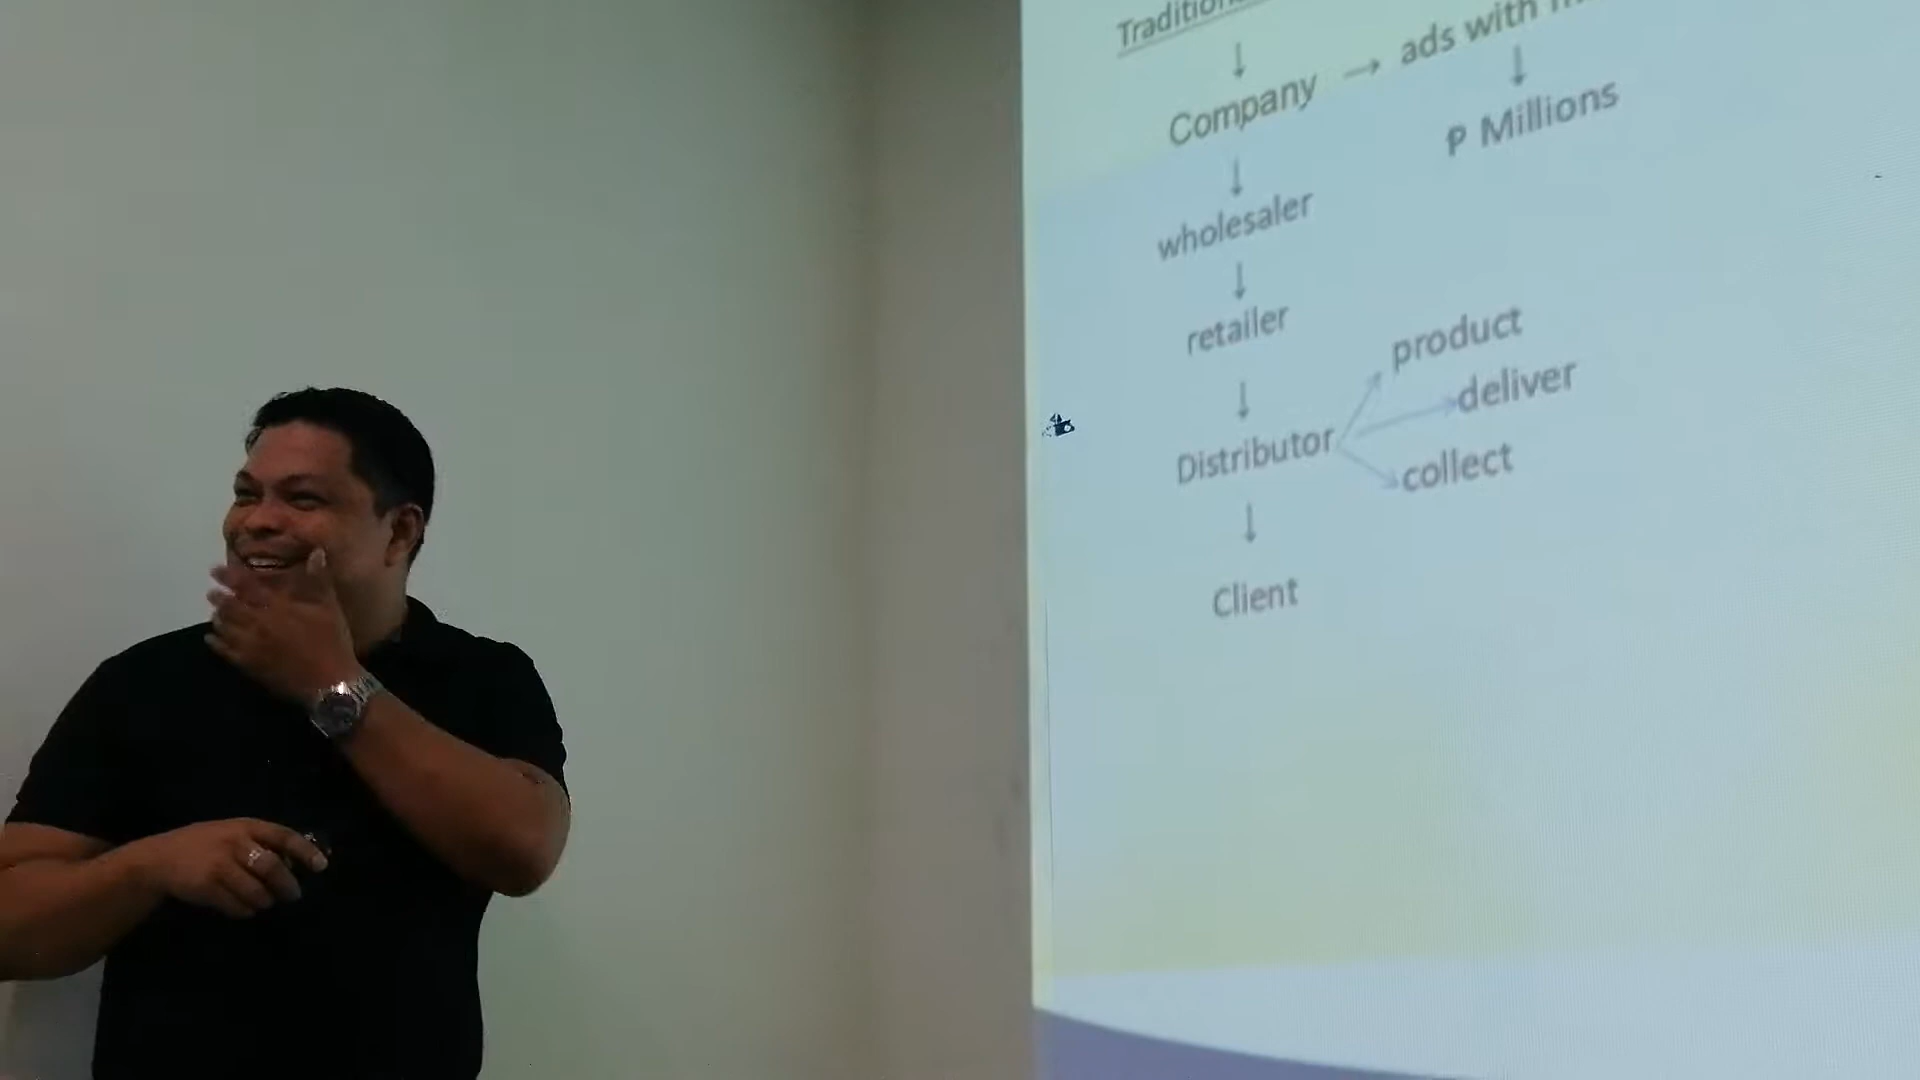 Company → ads with
₱ Millions
wholesaler
retailer
product
deliver
Distributor
collect
Client